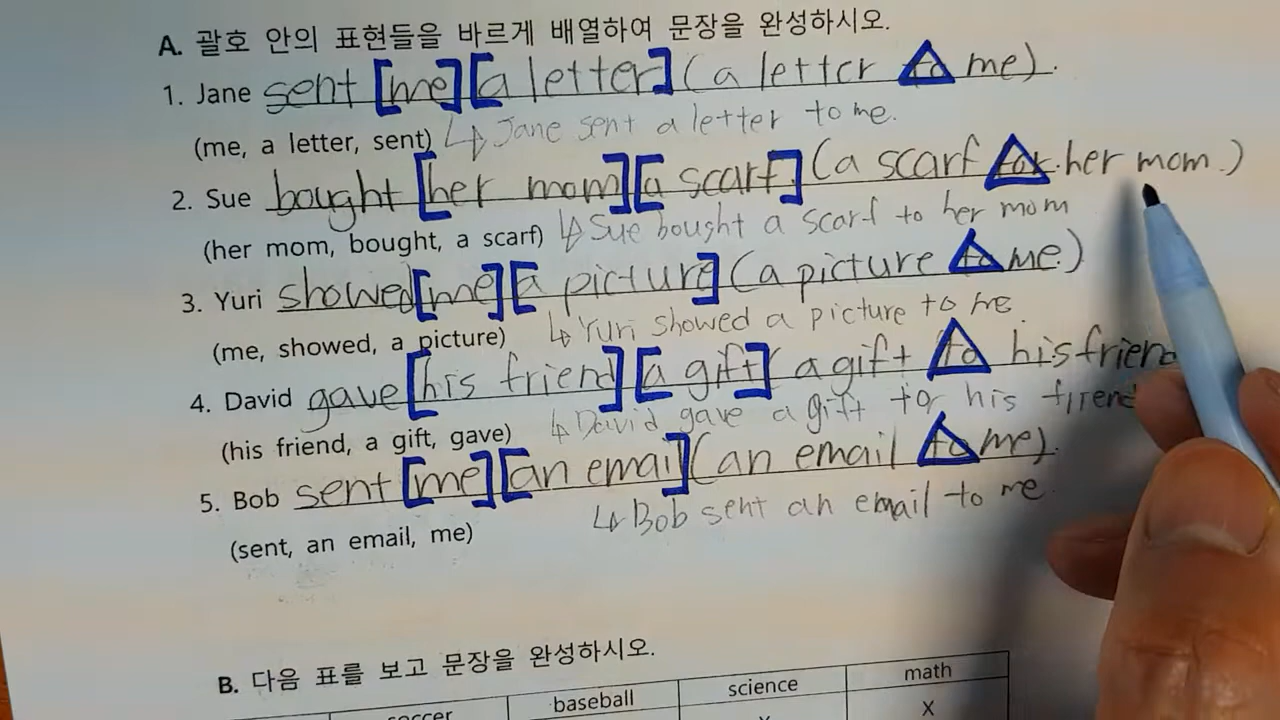 A. 괄호 안의 표현들을 바르게 배열하여 문장을 완성하시오.
1. Jane sent [me] [a letter] (a letter to me).
(me, a letter, sent) ↳ Jane sent a letter to me.
2. Sue bought [her mom] [a scarf]. (a scarf for her mom.)
(her mom, bought, a scarf) ↳ Sue bought a scarf to her mom
3. Yuri showed [me] [a picture] (a picture to me.)
(me, showed, a picture) ↳ Yuri showed a picture to me.
4. David gave [his friend] [a gift] a gift to his friend
(his friend, a gift, gave) ↳ David gave a gift for his friend
5. Bob sent [me] [an email] (an email to me).
(sent, an email, me) ↳ Bob sent an email to me.
B. 다음 표를 보고 문장을 완성하시오.
soccer baseball science math
X